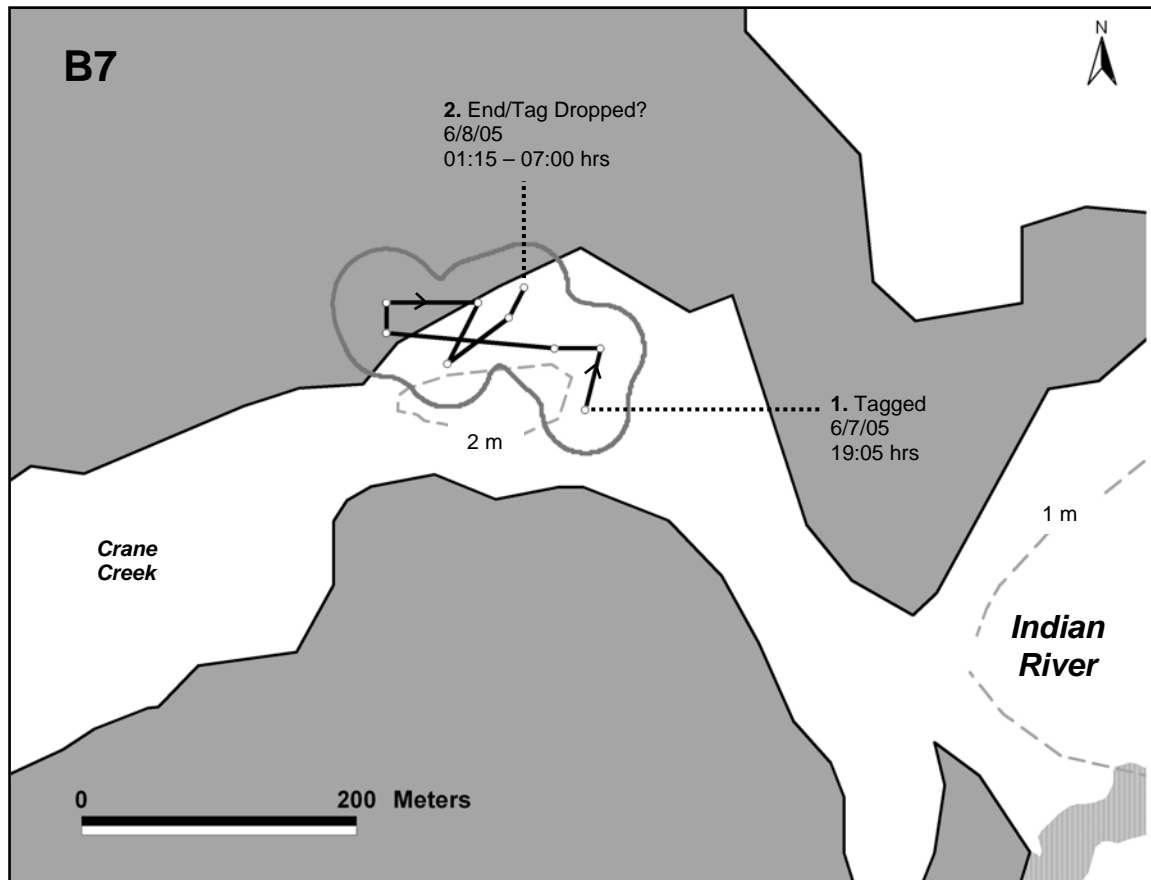 B7
N
2. End/Tag Dropped?
6/8/05
01:15 – 07:00 hrs
1. Tagged
6/7/05
19:05 hrs
2 m
1 m
Crane
Creek
Indian
River
0 200 Meters